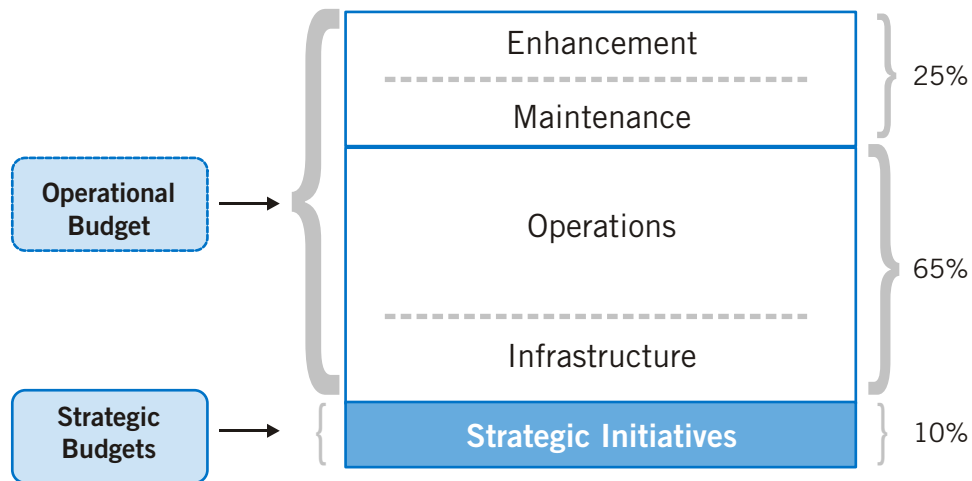 Enhancement
25%
Maintenance
Operational
Budget
Operations
65%
Infrastructure
Strategic
Budgets
Strategic Initiatives
10%